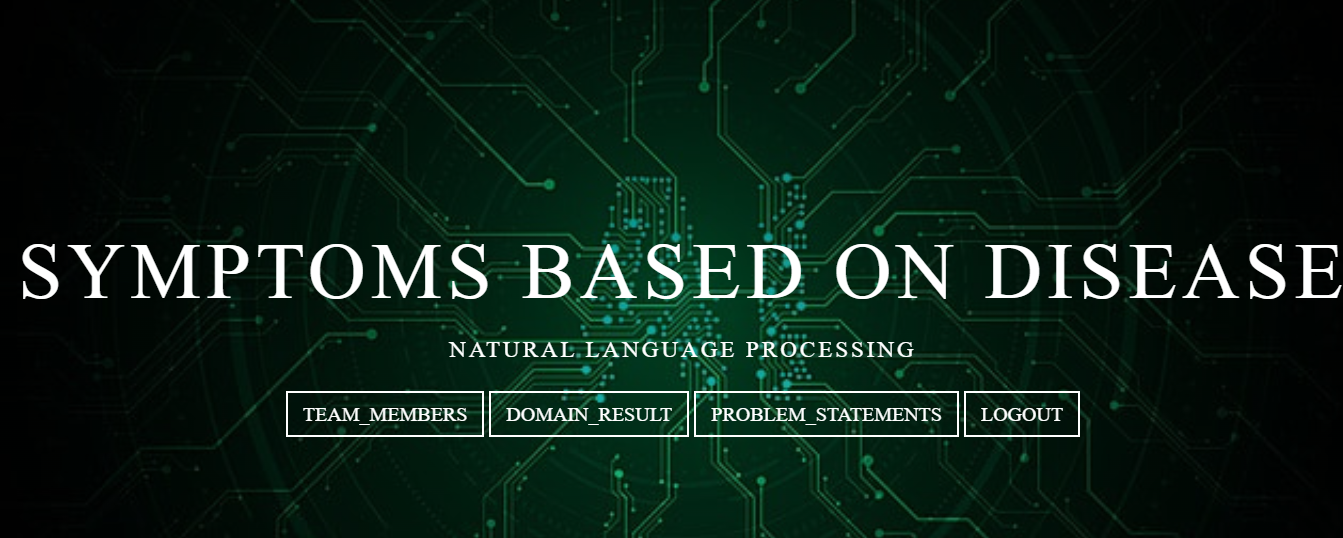 SYMPTOMS BASED ON DISEASE
NATURAL LANGUAGE PROCESSING
TEAM_MEMBERS DOMAIN_RESULT PROBLEM_STATEMENTS LOGOUT